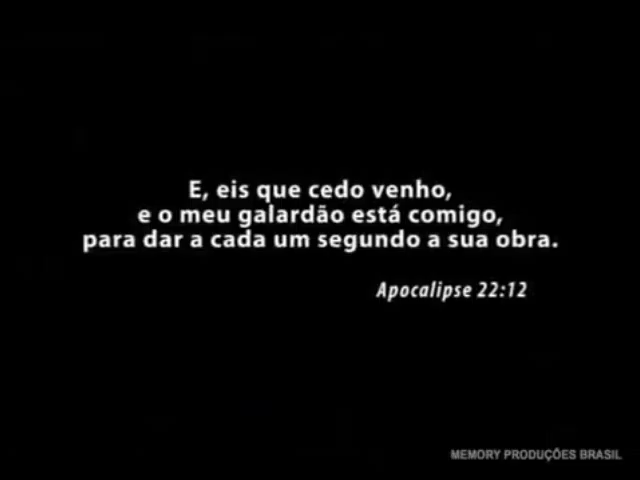 E, eis que cedo venho,
e o meu galardão está comigo,
para dar a cada um segundo a sua obra.
Apocalipse 22:12
MEMORY PRODUÇÕES BRASIL